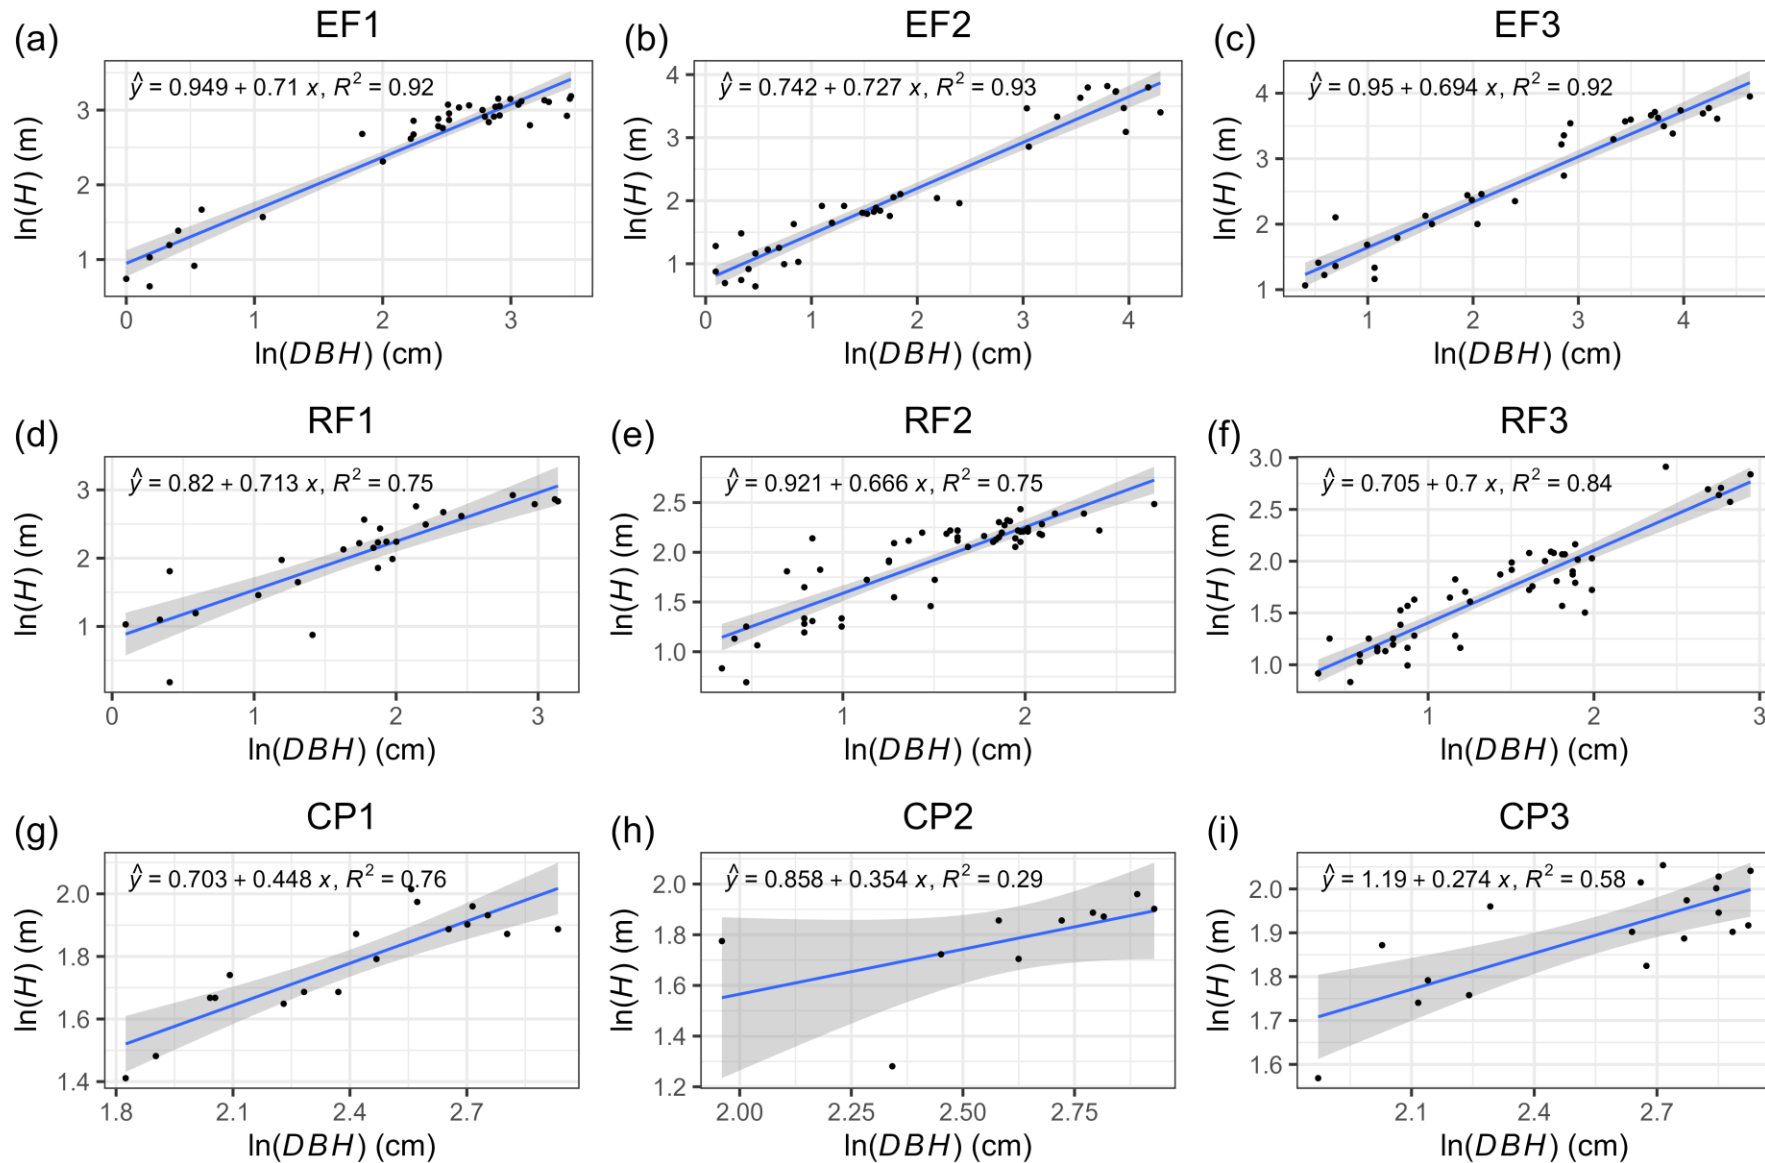 (a) EF1
ŷ = 0.949 + 0.71 x, R² = 0.92
ln(H) (m)
3
2
1
0 1 2 3
ln(DBH) (cm)
(b) EF2
ŷ = 0.742 + 0.727 x, R² = 0.93
ln(H) (m)
4
3
2
1
0 1 2 3 4
ln(DBH) (cm)
(c) EF3
ŷ = 0.95 + 0.694 x, R² = 0.92
ln(H) (m)
4
3
2
1
1 2 3 4
ln(DBH) (cm)
(d) RF1
ŷ = 0.82 + 0.713 x, R² = 0.75
ln(H) (m)
3
2
1
0 1 2 3
ln(DBH) (cm)
(e) RF2
ŷ = 0.921 + 0.666 x, R² = 0.75
ln(H) (m)
2.5
2.0
1.5
1.0
1 2
ln(DBH) (cm)
(f) RF3
ŷ = 0.705 + 0.7 x, R² = 0.84
ln(H) (m)
3.0
2.5
2.0
1.5
1.0
1 2 3
ln(DBH) (cm)
(g) CP1
ŷ = 0.703 + 0.448 x, R² = 0.76
ln(H) (m)
2.0
1.8
1.6
1.4
1.8 2.1 2.4 2.7
ln(DBH) (cm)
(h) CP2
ŷ = 0.858 + 0.354 x, R² = 0.29
ln(H) (m)
2.0
1.8
1.6
1.4
1.2
2.00 2.25 2.50 2.75
ln(DBH) (cm)
(i) CP3
ŷ = 1.19 + 0.274 x, R² = 0.58
ln(H) (m)
2.0
1.9
1.8
1.7
1.6
2.1 2.4 2.7
ln(DBH) (cm)